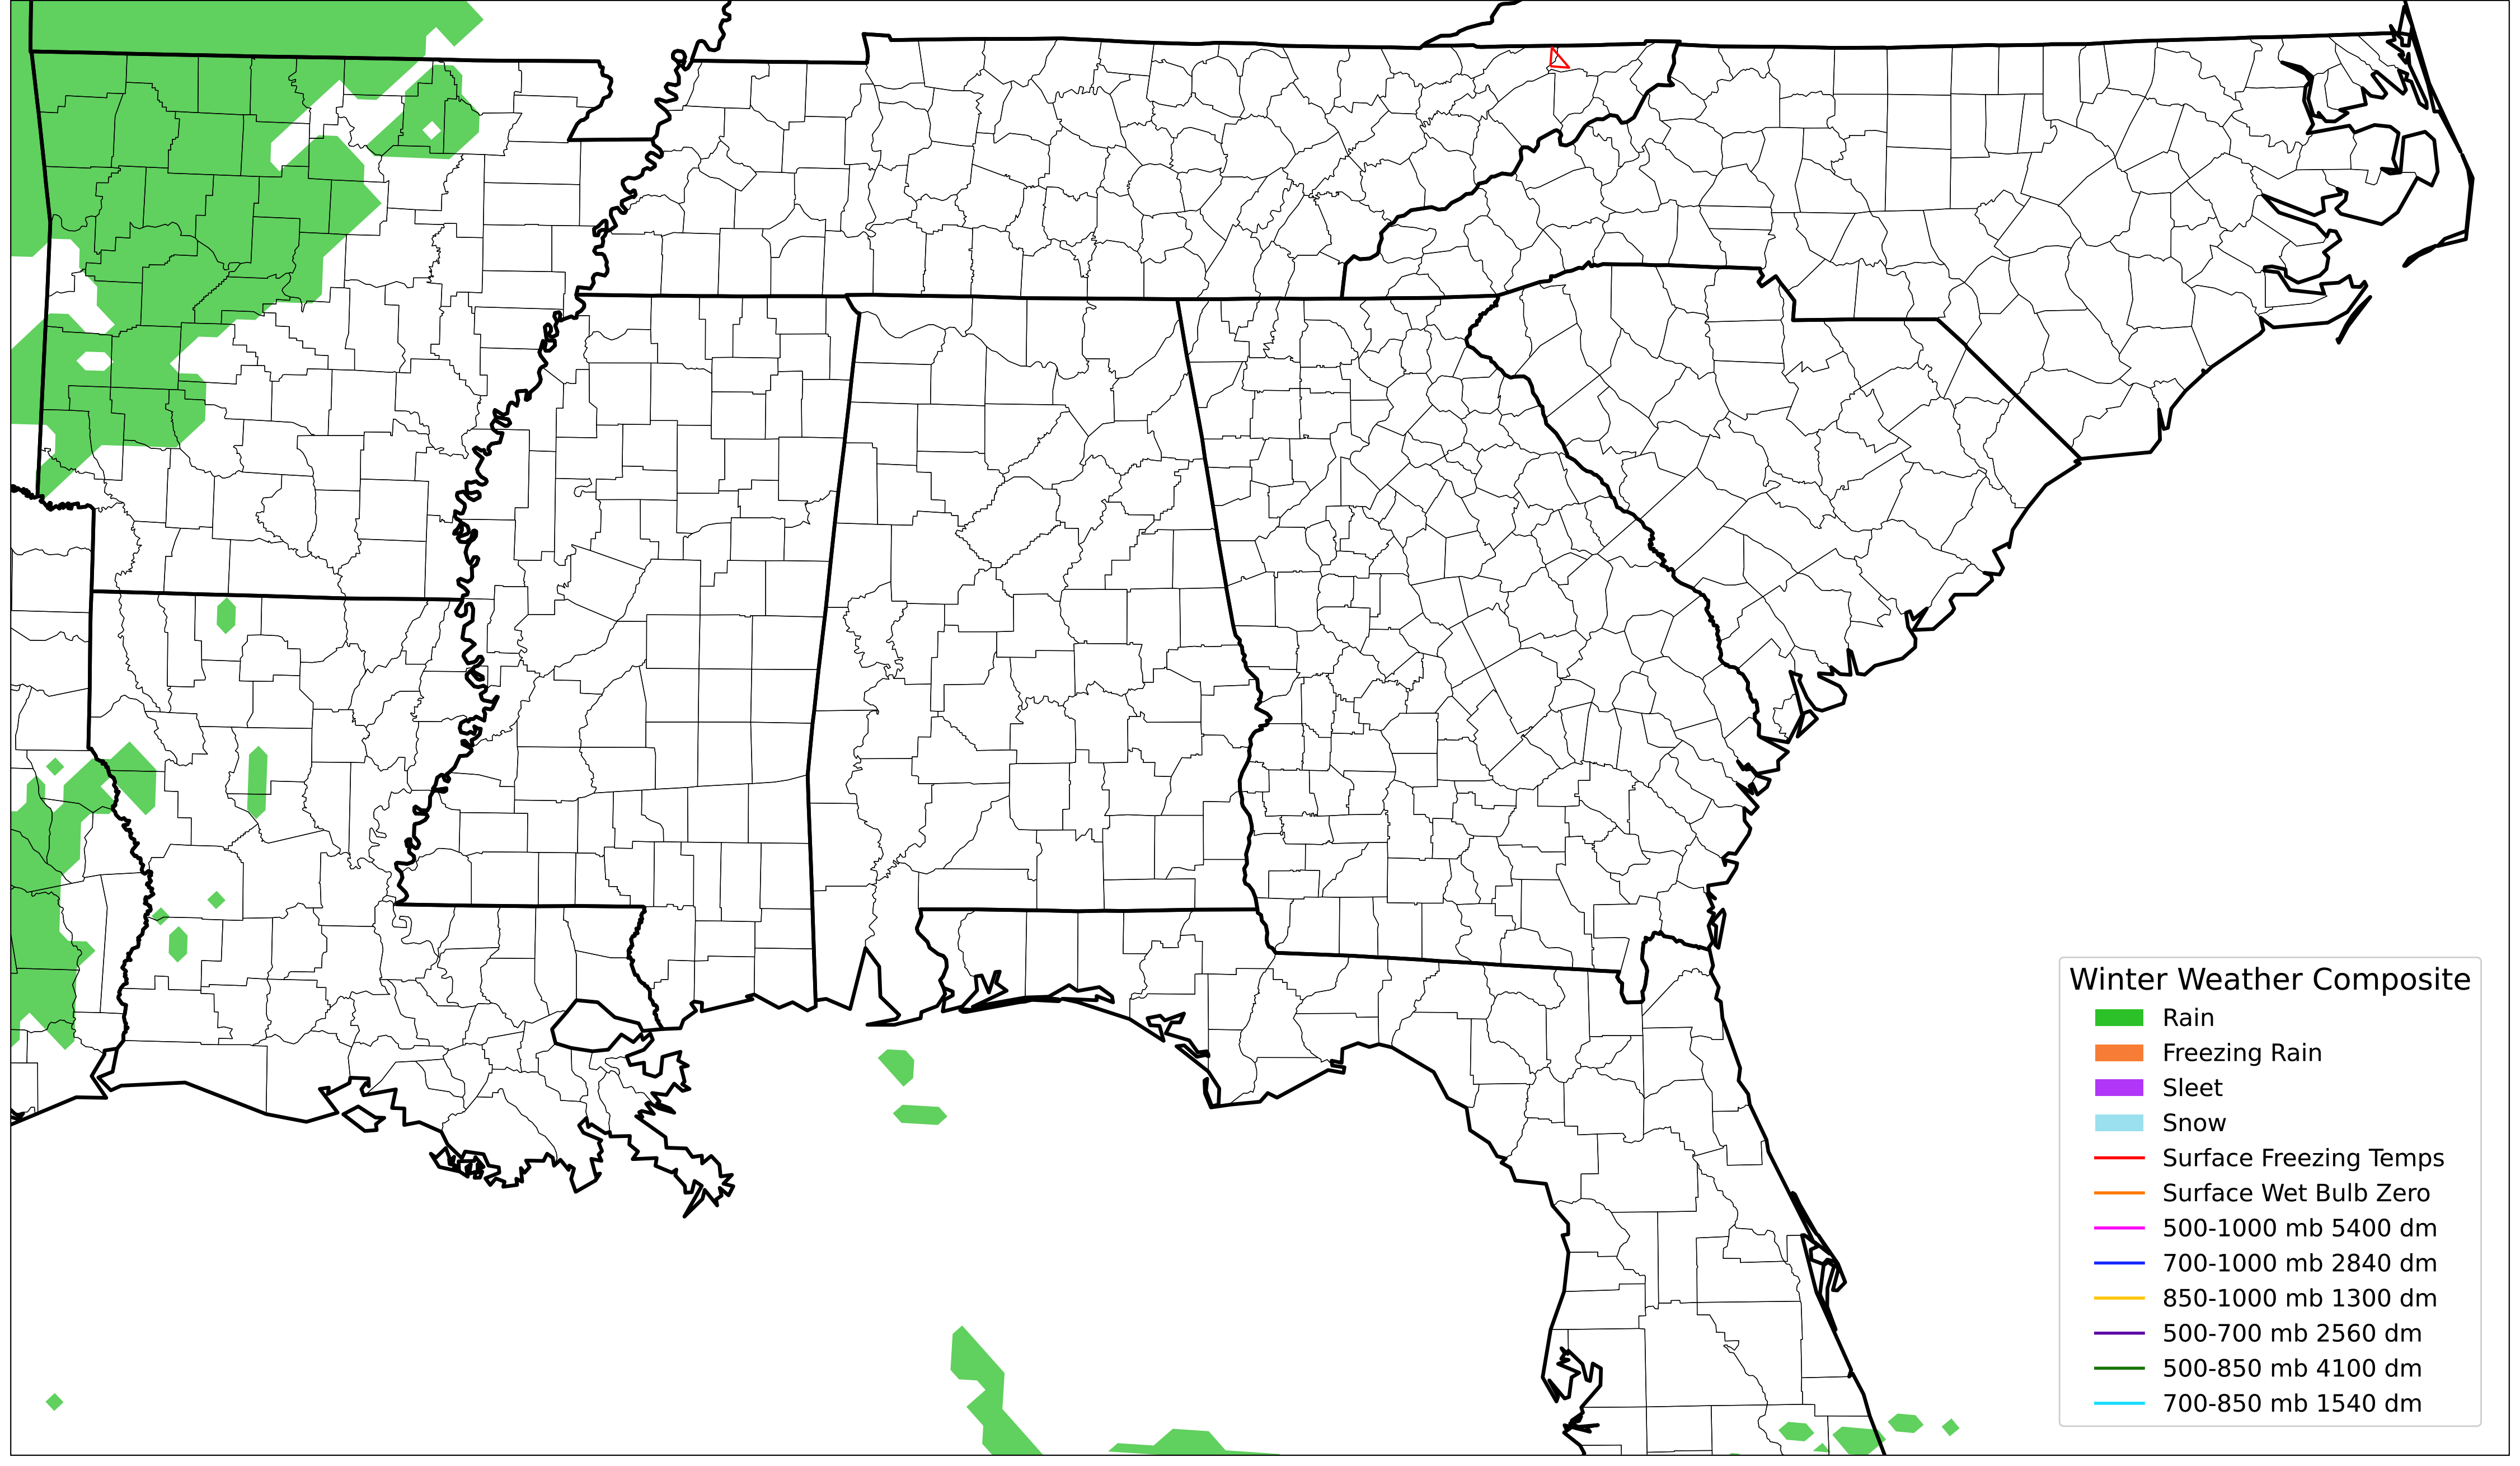 Winter Weather Composite
Rain
Freezing Rain
Sleet
Snow
Surface Freezing Temps
Surface Wet Bulb Zero
500-1000 mb 5400 dm
700-1000 mb 2840 dm
850-1000 mb 1300 dm
500-700 mb 2560 dm
500-850 mb 4100 dm
700-850 mb 1540 dm